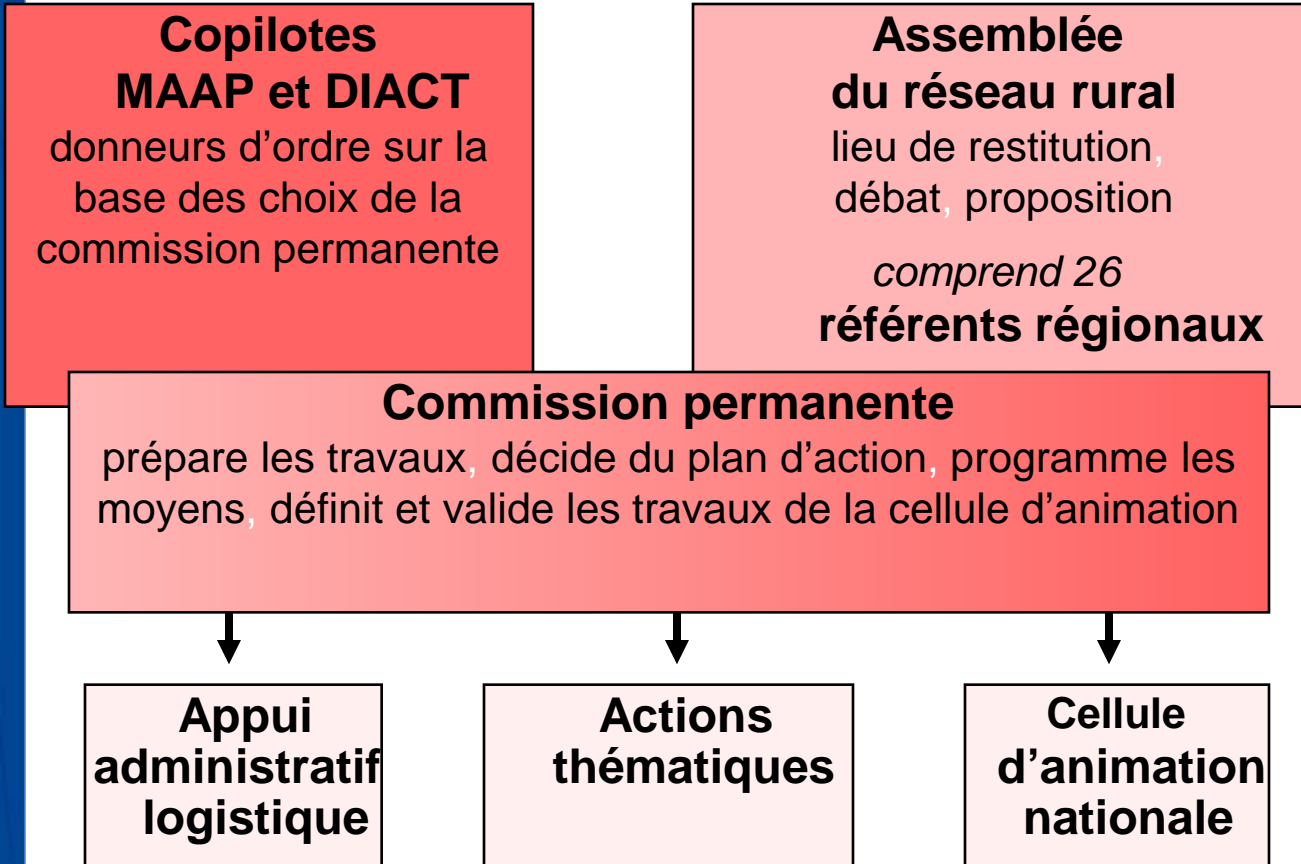 Copilotes
MAAP et DIACT
donneurs d'ordre sur la
base des choix de la
commission permanente
Assemblée
du réseau rural
lieu de restitution,
débat, proposition
comprend 26
référents régionaux
Commission permanente
prépare les travaux, décide du plan d'action, programme les
moyens, définit et valide les travaux de la cellule d'animation
Appui
administratif
logistique
Actions
thématiques
Cellule
d'animation
nationale